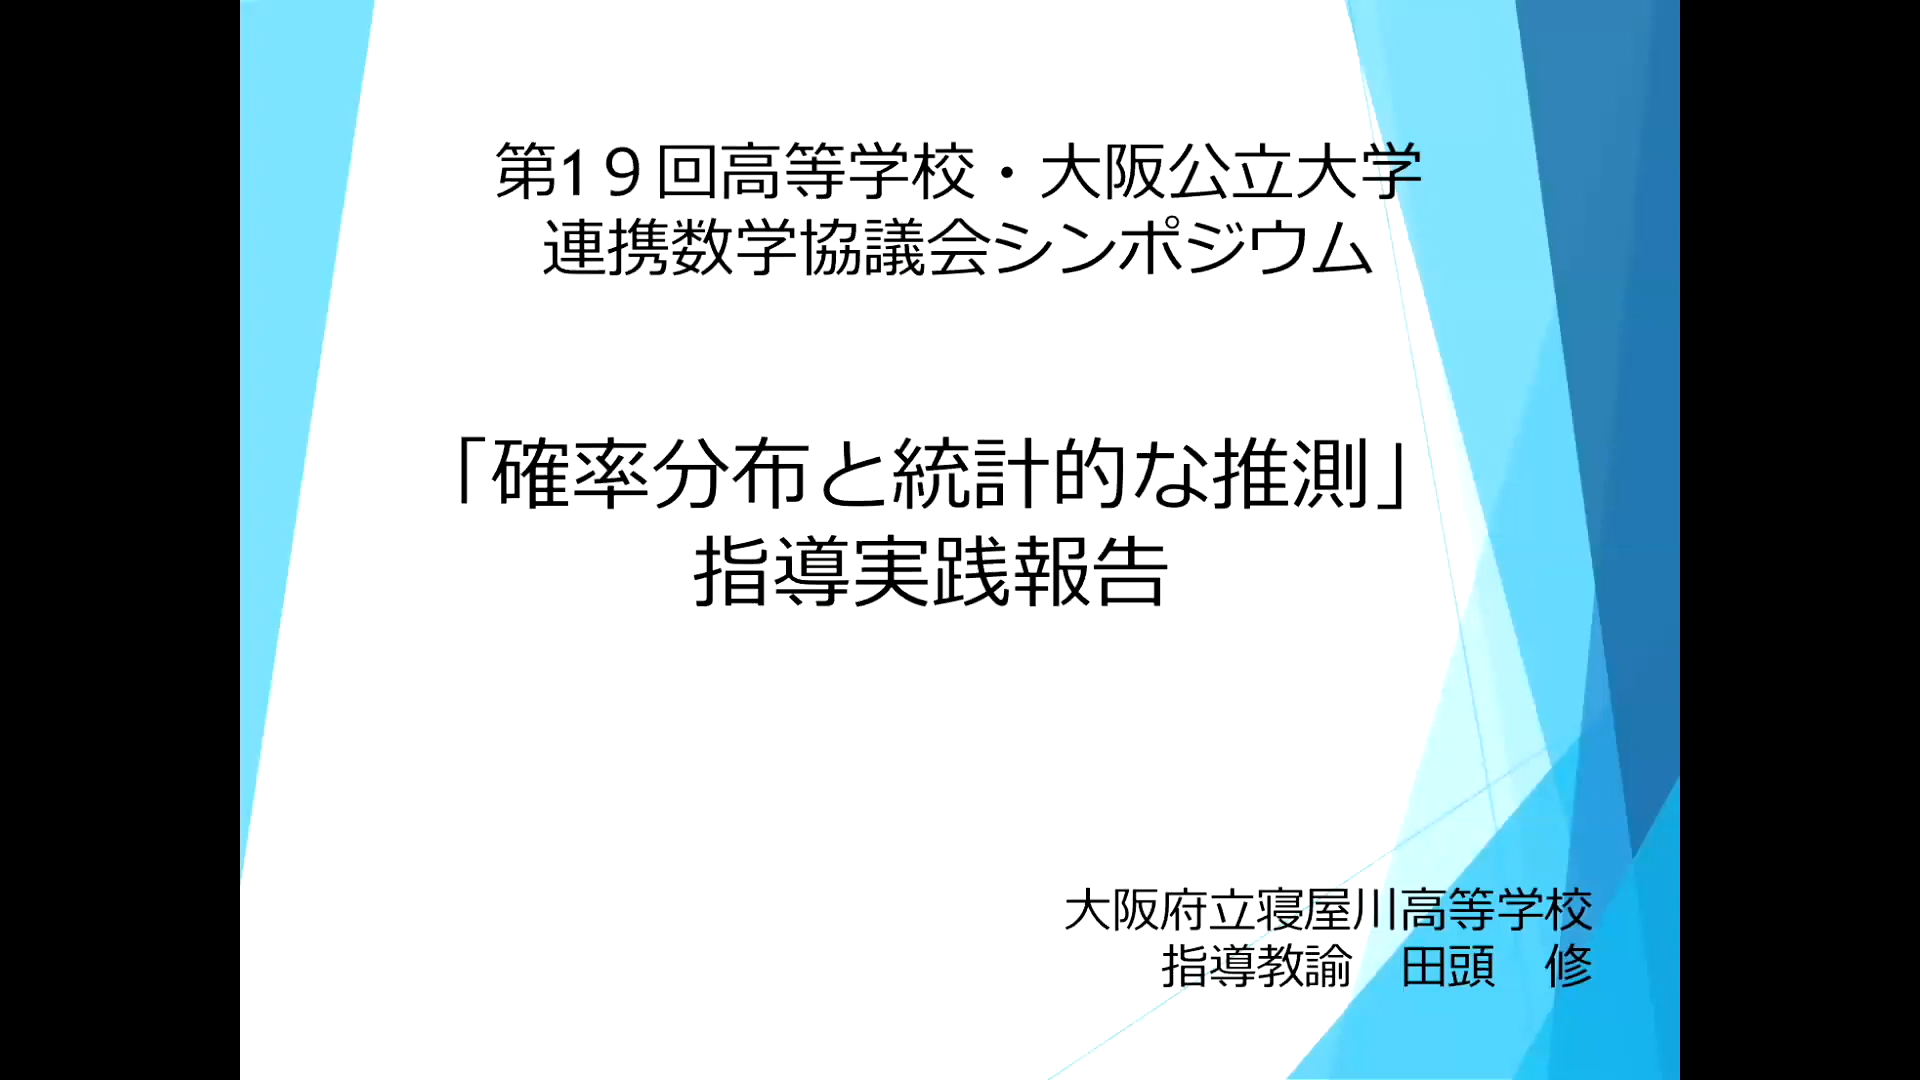 第1９回高等学校・大阪公立大学
連携数学協議会シンポジウム
「確率分布と統計的な推測」
指導実践報告
大阪府立寝屋川高等学校
指導教諭　田頭　修